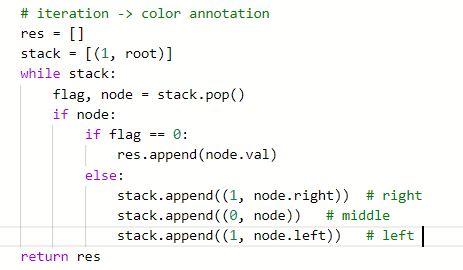 # iteration -> color annotation
res = []
stack = [(1, root)]
while stack:
    flag, node = stack.pop()
    if node:
        if flag == 0:
            res.append(node.val)
        else:
            stack.append((1, node.right))  # right
            stack.append((0, node))   # middle
            stack.append((1, node.left))   # left
return res